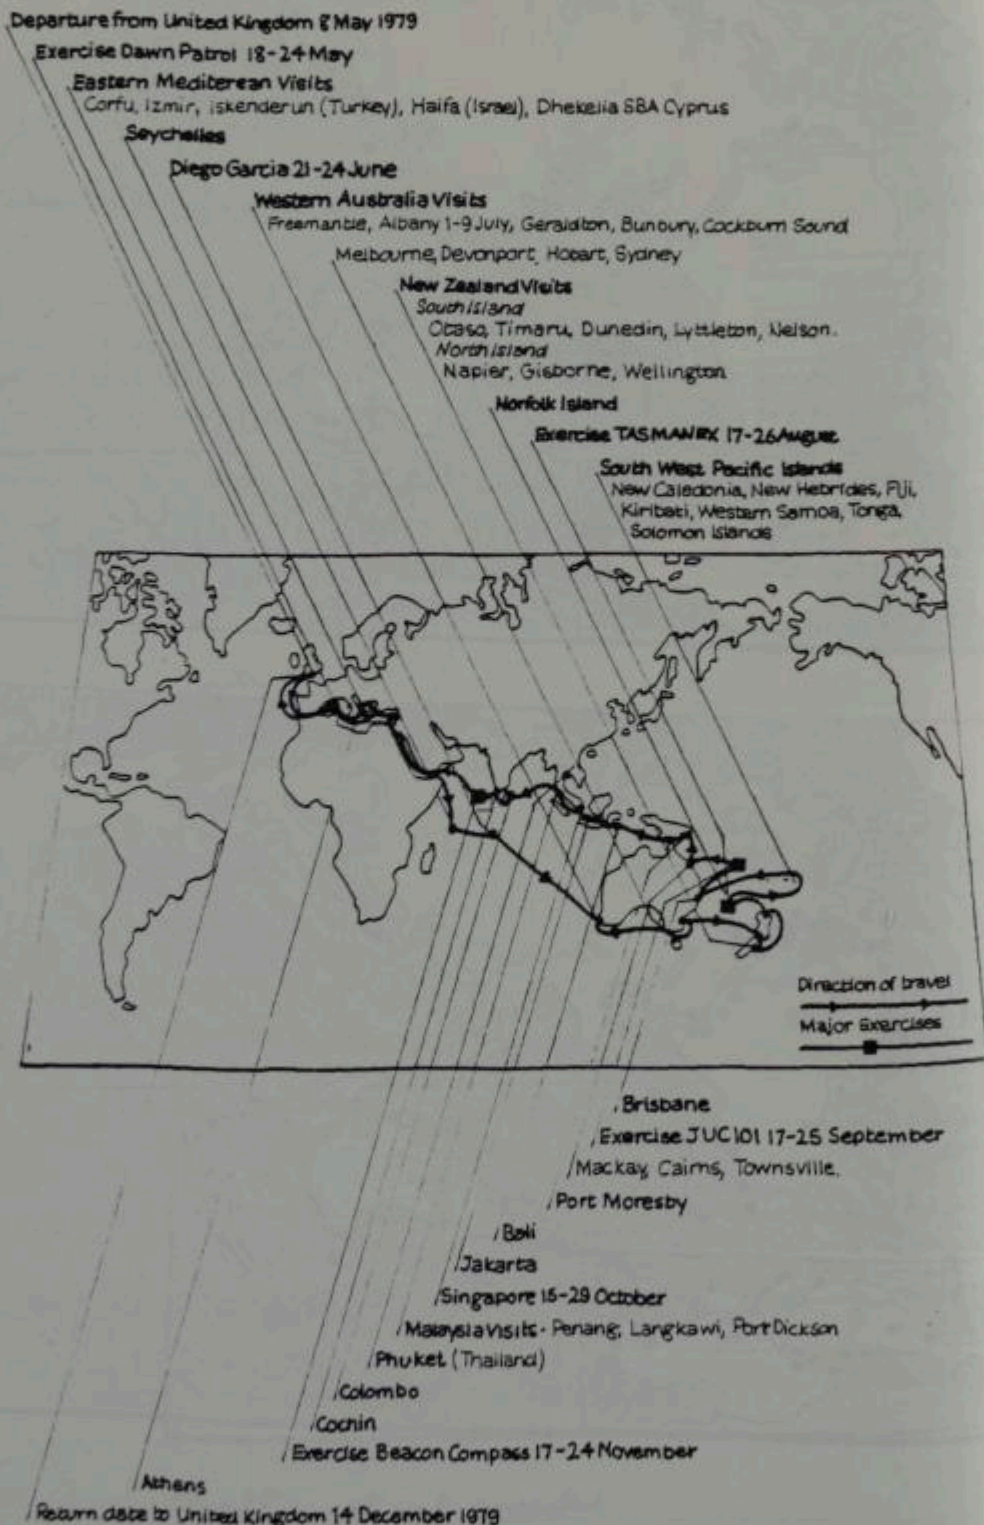 Departure from United Kingdom 8 May 1979
Exercise Dawn Patrol 18-24 May
Eastern Mediterean Visits
Corfu, Izmir, Iskenderun (Turkey), Haifa (Israel), Dhekelia SBA Cyprus
Seychelles
Diego Garcia 21-24 June
Western Australia Visits
Freemantle, Albany 1-9 July, Geraldton, Bunbury, Cockburn Sound
Melbourne, Devonport, Hobart, Sydney
New Zealand Visits
South Island
Timaru, Dunedin, Lyttleton, Nelson.
North Island
Napier, Gisborne, Wellington
Norfolk Island
Exercise TASMANEX 17-26 August
South West Pacific Islands
New Caledonia, New Hebrides, Fiji,
Kiribati, Western Samoa, Tonga,
Solomon Islands
Direction of travel
Major Exercises
Brisbane
Exercise JUC 101 17-25 September
Mackay, Cairns, Townsville.
Port Moresby
Bali
Jakarta
Singapore 15-29 October
Malaysia Visits - Penang, Langkawi, Port Dickson
Phuket (Thailand)
Colombo
Cochin
Exercise Beacon Compass 17-24 November
Athens
Return date to United Kingdom 14 December 1979